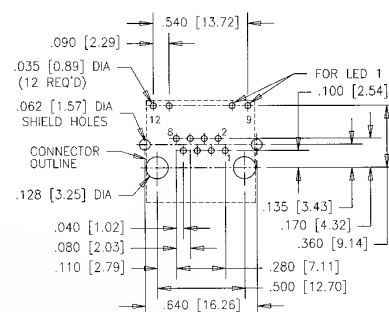 .540 [13.72]
.090 [2.29]
.035 [0.89] DIA
(12 REQ'D)
FOR LED 1
.100 [2.54]
.062 [1.57] DIA
SHIELD HOLES
12
9
8
2
1
CONNECTOR
OUTLINE
.128 [3.25] DIA
.135 [3.43]
.170 [4.32]
.360 [9.14]
.040 [1.02]
.080 [2.03]
.110 [2.79]
.280 [7.11]
.500 [12.70]
.640 [16.26]